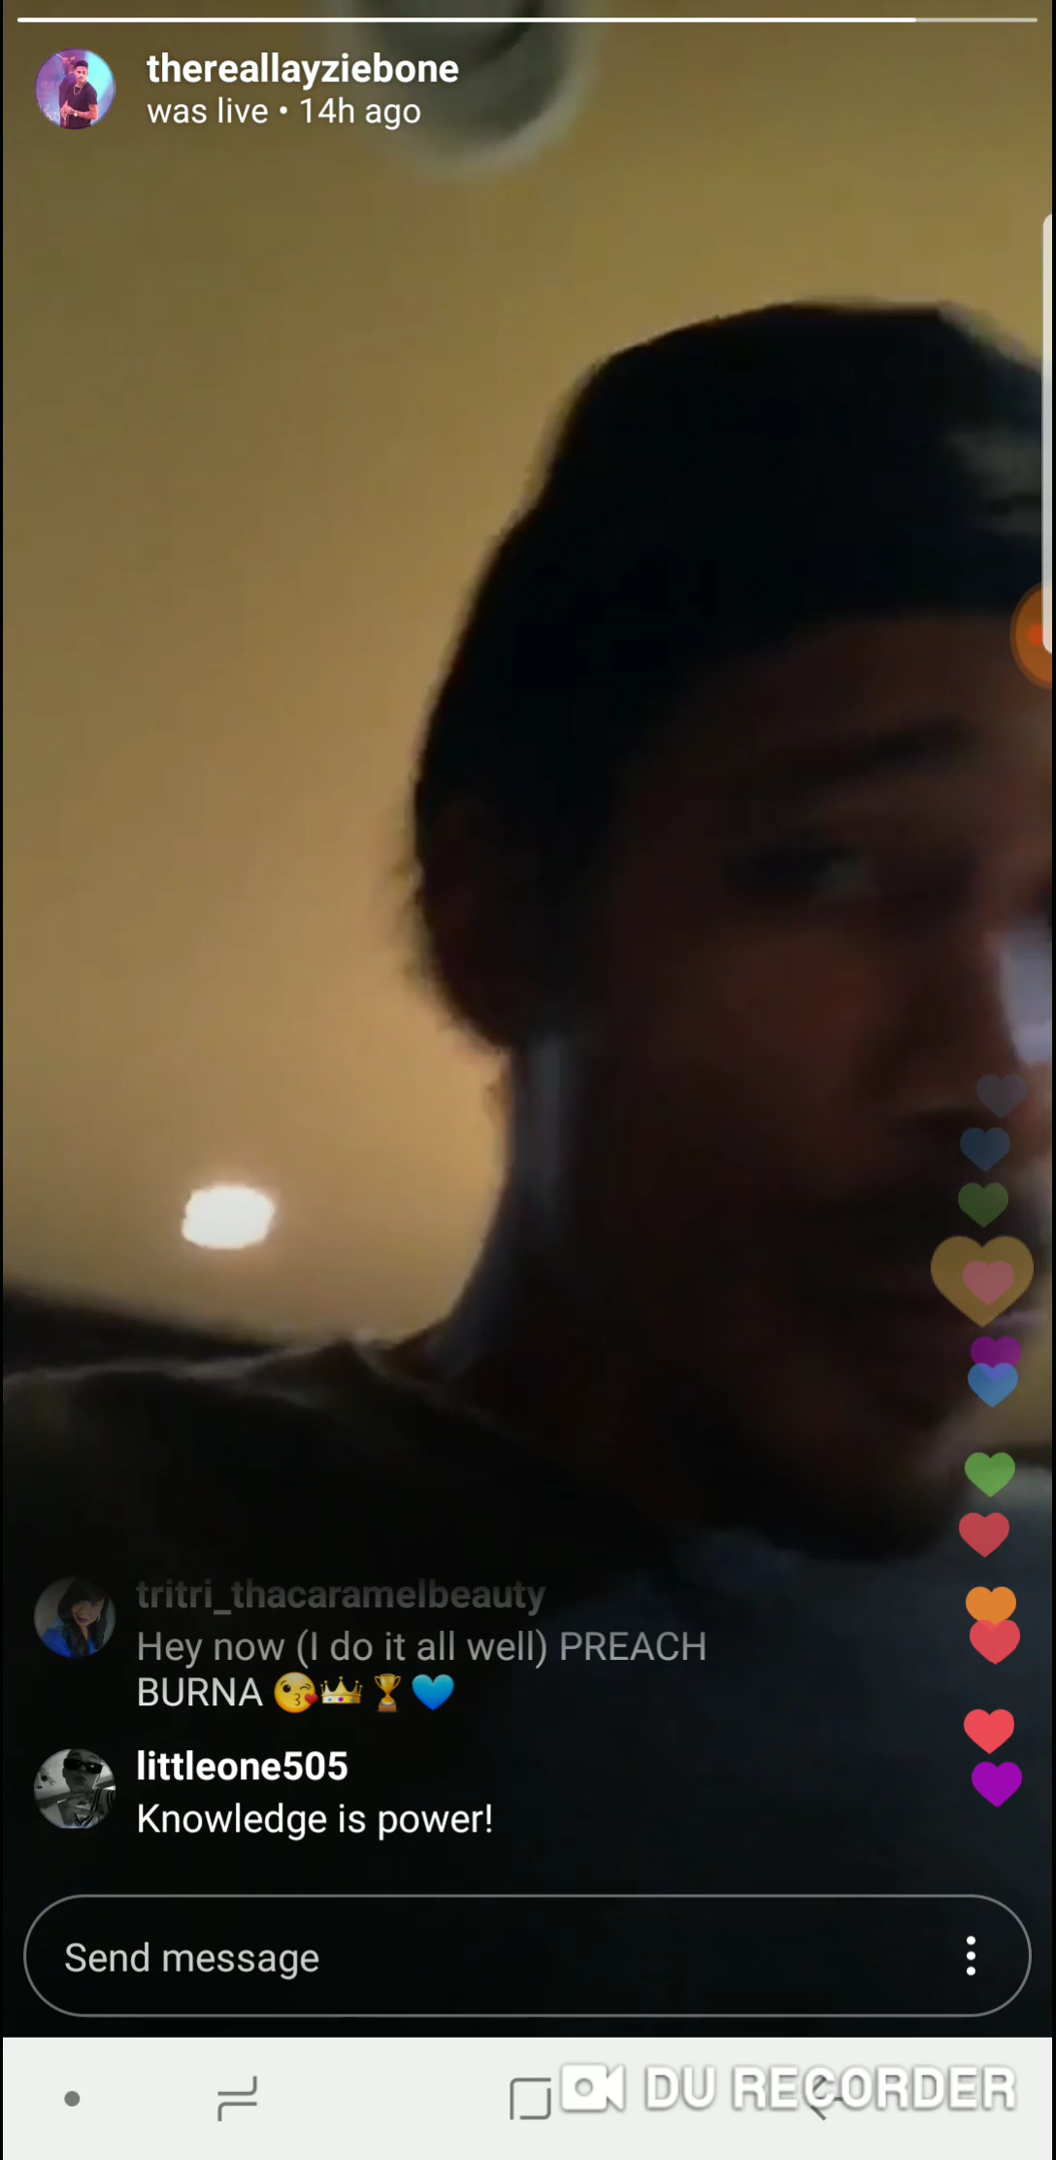 thereallayziebone
was live • 14h ago
tritri_thacaramelbeauty
Hey now (I do it all well) PREACH
BURNA 😘👑🏆💙
littleone505
Knowledge is power!
Send message
DU RECORDER